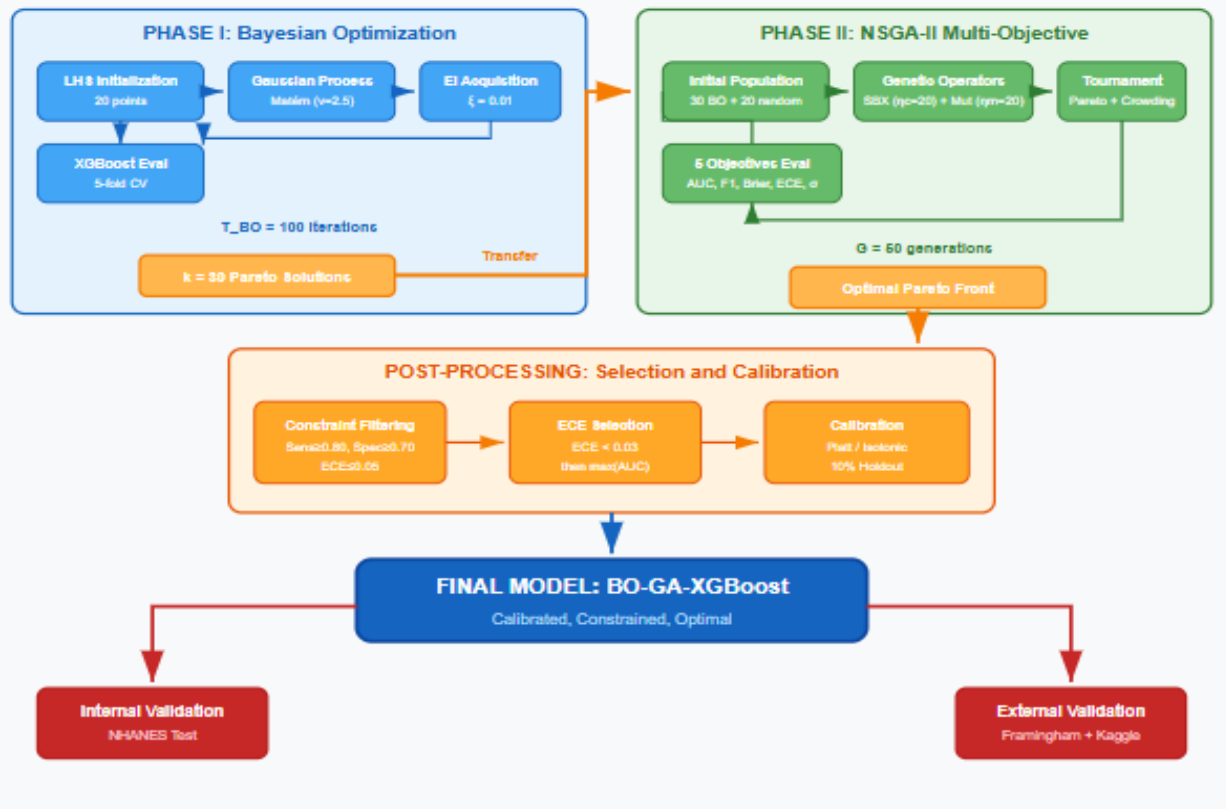 PHASE I: Bayesian Optimization
LHS Initialization
20 points
Gaussian Process
Matérn (ν=2.5)
EI Acquisition
ξ = 0.01
XGBoost Eval
5-fold CV
T_BO = 100 iterations
k = 30 Pareto Solutions
Transfer
PHASE II: NSGA-II Multi-Objective
Initial Population
30 BO + 20 random
Genetic Operators
SBX (ηc=20) + Mut (ηm=20)
Tournament
Pareto + Crowding
5 Objectives Eval
AUC, F1, Brier, ECE, σ
G = 50 generations
Optimal Pareto Front
POST-PROCESSING: Selection and Calibration
Constraint Filtering
Sens≥0.80, Spec≥0.70
ECE≤0.05
ECE Selection
ECE < 0.03
then max(AUC)
Calibration
Platt / Isotonic
10% Holdout
FINAL MODEL: BO-GA-XGBoost
Calibrated, Constrained, Optimal
Internal Validation
NHANES Test
External Validation
Framingham + Kaggle